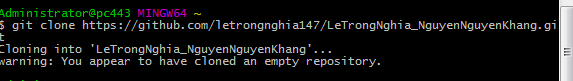 Administrator@pc443 MINGW64 ~
$ git clone https://github.com/letrongnghia147/LeTrongNghia_NguyenNguyenKhang.gi
t
Cloning into 'LeTrongNghia_NguyenNguyenKhang'...
warning: You appear to have cloned an empty repository.